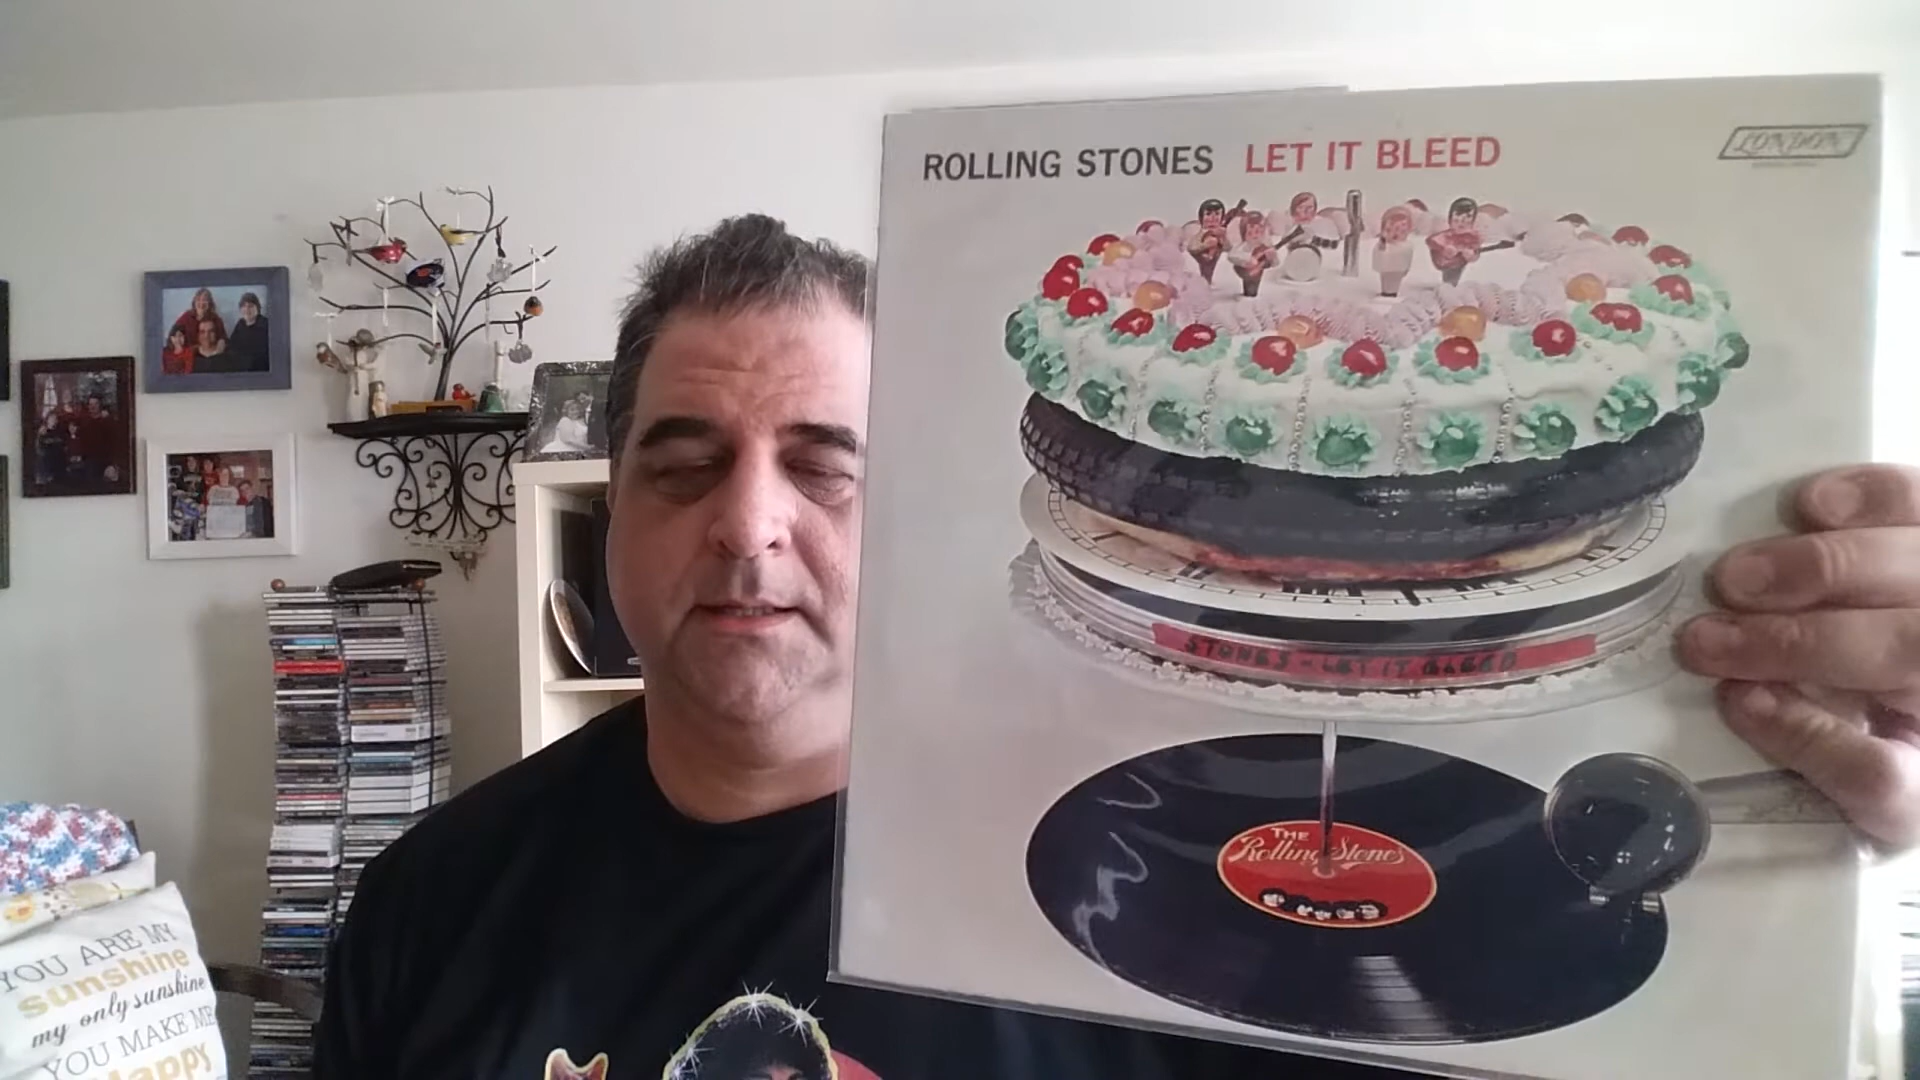 ROLLING STONES LET IT BLEED
LONDON
STONES - LET IT BLEED
THE
Rolling Stones
YOU ARE MY
sunshine
my only sunshine
YOU MAKE ME
Happy